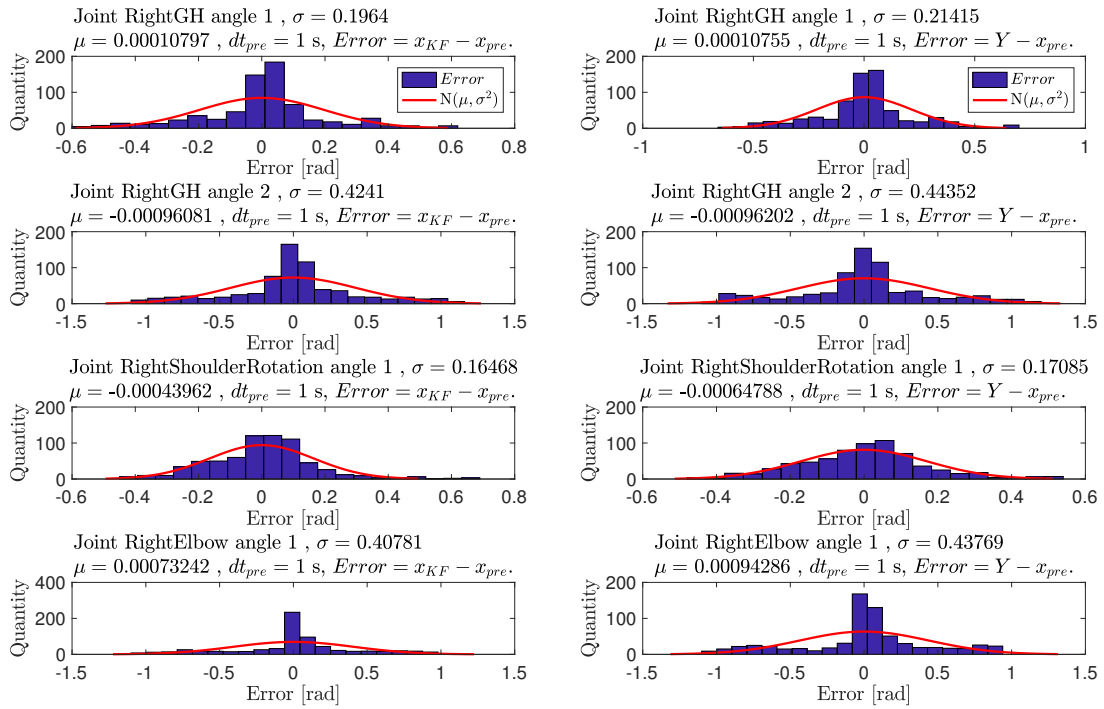 Joint RightGH angle 1 , σ = 0.1964
μ = 0.00010797 , dt_pre = 1 s, Error = x_KF − x_pre.
Quantity
200
100
0
Error
N(μ, σ²)
-0.6 -0.4 -0.2 0 0.2 0.4 0.6 0.8
Error [rad]
Joint RightGH angle 1 , σ = 0.21415
μ = 0.00010755 , dt_pre = 1 s, Error = Y − x_pre.
Quantity
200
100
0
Error
N(μ, σ²)
-1 -0.5 0 0.5 1
Error [rad]
Joint RightGH angle 2 , σ = 0.4241
μ = -0.00096081 , dt_pre = 1 s, Error = x_KF − x_pre.
Quantity
200
100
0
-1.5 -1 -0.5 0 0.5 1 1.5
Error [rad]
Joint RightGH angle 2 , σ = 0.44352
μ = -0.00096202 , dt_pre = 1 s, Error = Y − x_pre.
Quantity
200
100
0
-1.5 -1 -0.5 0 0.5 1 1.5
Error [rad]
Joint RightShoulderRotation angle 1 , σ = 0.16468
μ = -0.00043962 , dt_pre = 1 s, Error = x_KF − x_pre.
Quantity
200
100
0
-0.6 -0.4 -0.2 0 0.2 0.4 0.6 0.8
Error [rad]
Joint RightShoulderRotation angle 1 , σ = 0.17085
μ = -0.00064788 , dt_pre = 1 s, Error = Y − x_pre.
Quantity
200
100
0
-0.6 -0.4 -0.2 0 0.2 0.4 0.6
Error [rad]
Joint RightElbow angle 1 , σ = 0.40781
μ = 0.00073242 , dt_pre = 1 s, Error = x_KF − x_pre.
Quantity
400
200
0
-1.5 -1 -0.5 0 0.5 1 1.5
Error [rad]
Joint RightElbow angle 1 , σ = 0.43769
μ = 0.00094286 , dt_pre = 1 s, Error = Y − x_pre.
Quantity
200
100
0
-1.5 -1 -0.5 0 0.5 1 1.5
Error [rad]